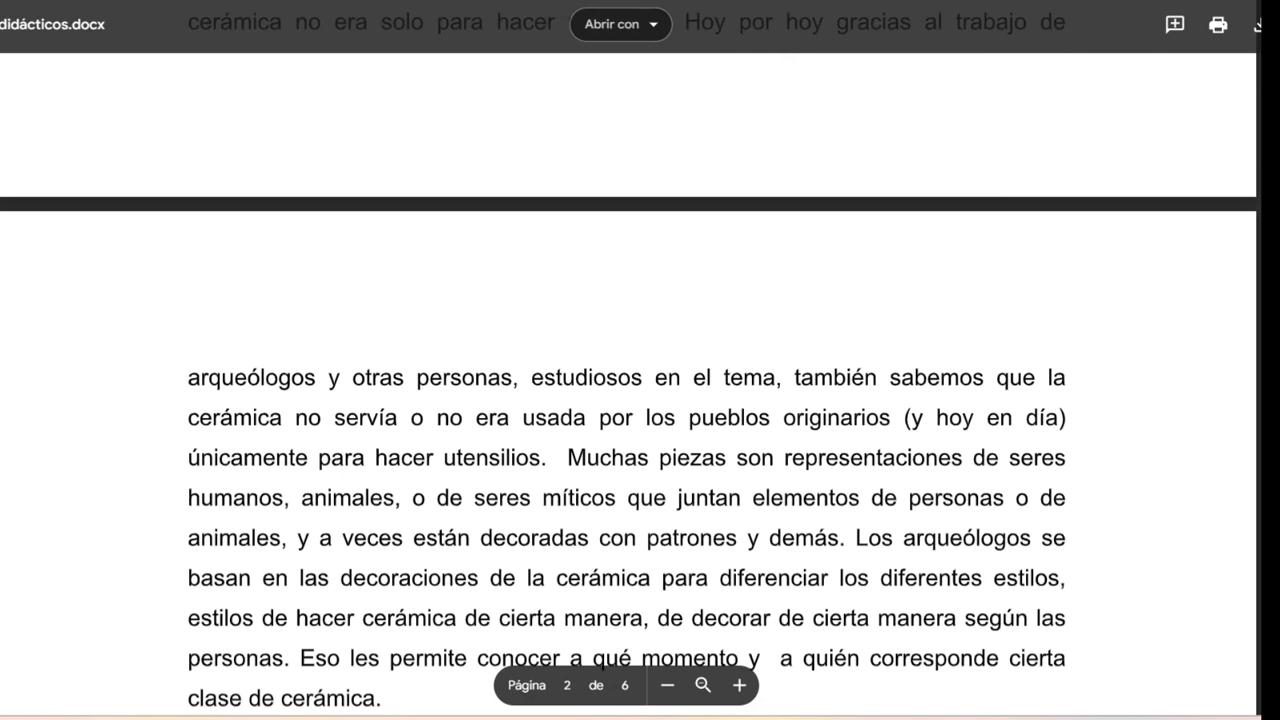 didácticos.docx
Abrir con
cerámica no era solo para hacer Hoy por hoy gracias al trabajo de
arqueólogos y otras personas, estudiosos en el tema, también sabemos que la
cerámica no servía o no era usada por los pueblos originarios (y hoy en día)
únicamente para hacer utensilios. Muchas piezas son representaciones de seres
humanos, animales, o de seres míticos que juntan elementos de personas o de
animales, y a veces están decoradas con patrones y demás. Los arqueólogos se
basan en las decoraciones de la cerámica para diferenciar los diferentes estilos,
estilos de hacer cerámica de cierta manera, de decorar de cierta manera según las
personas. Eso les permite conocer a qué momento y a quién corresponde cierta
clase de cerámica.
Página 2 de 6